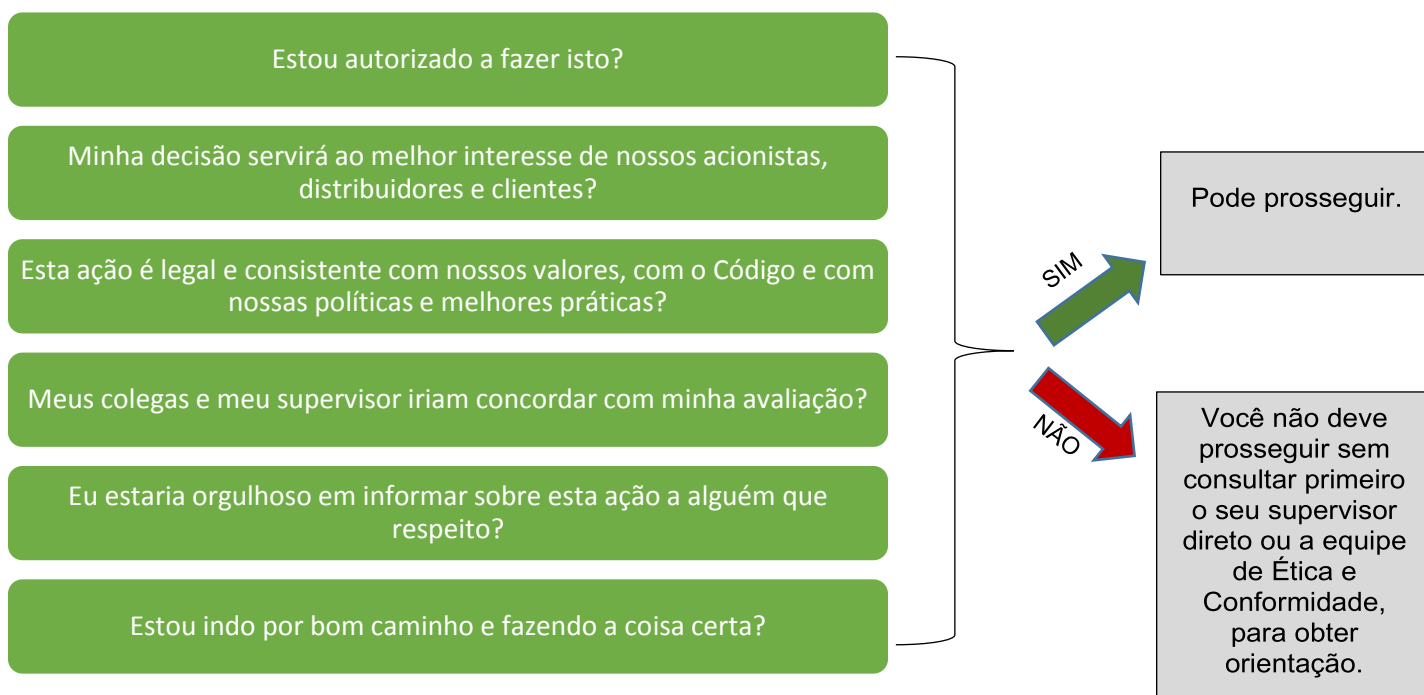 Estou autorizado a fazer isto?
Minha decisão servirá ao melhor interesse de nossos acionistas,
distribuidores e clientes?
Esta ação é legal e consistente com nossos valores, com o Código e com
nossas políticas e melhores práticas?
Meus colegas e meu supervisor iriam concordar com minha avaliação?
Eu estaria orgulhoso em informar sobre esta ação a alguém que
respeito?
Estou indo por bom caminho e fazendo a coisa certa?
SIM
Pode prosseguir.
NÃO
Você não deve
prosseguir sem
consultar primeiro
o seu supervisor
direto ou a equipe
de Ética e
Conformidade,
para obter
orientação.